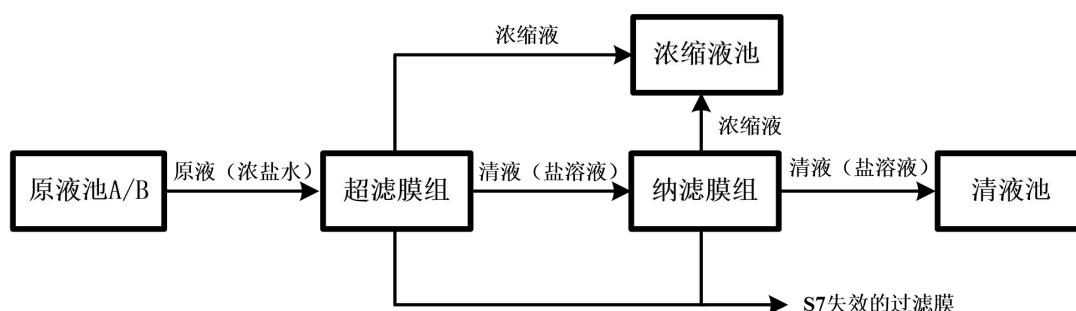 浓缩液
浓缩液池
浓缩液
原液池A/B
原液（浓盐水）
超滤膜组
清液（盐溶液）
纳滤膜组
清液（盐溶液）
清液池
S7失效的过滤膜